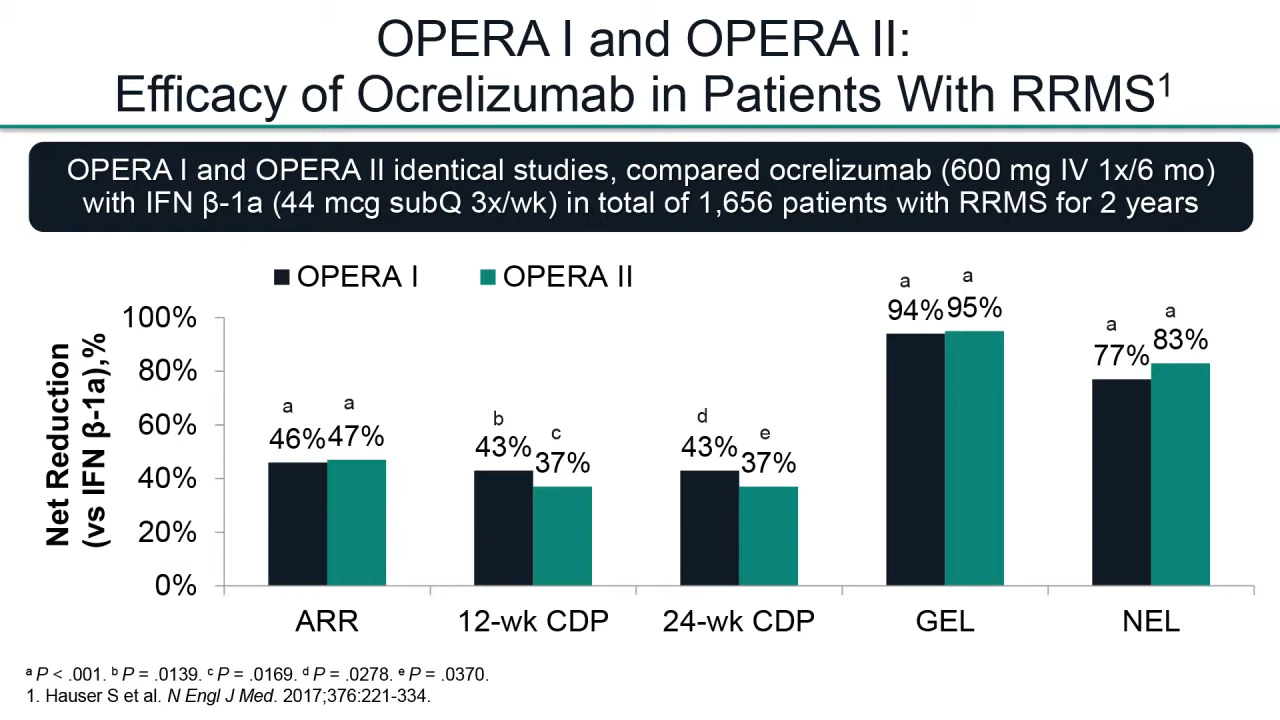 OPERA I and OPERA II:
Efficacy of Ocrelizumab in Patients With RRMS¹
OPERA I and OPERA II identical studies, compared ocrelizumab (600 mg IV 1x/6 mo)
with IFN β-1a (44 mcg subQ 3x/wk) in total of 1,656 patients with RRMS for 2 years
OPERA I OPERA II
Net Reduction
(vs IFN β-1a),%
100%
80%
60%
40%
20%
0%
a a
46% 47%
b c
43% 37%
d e
43% 37%
a a
94% 95%
a a
77% 83%
ARR 12-wk CDP 24-wk CDP GEL NEL
ᵃ P < .001. ᵇ P = .0139. ᶜ P = .0169. ᵈ P = .0278. ᵉ P = .0370.
1. Hauser S et al. N Engl J Med. 2017;376:221-334.